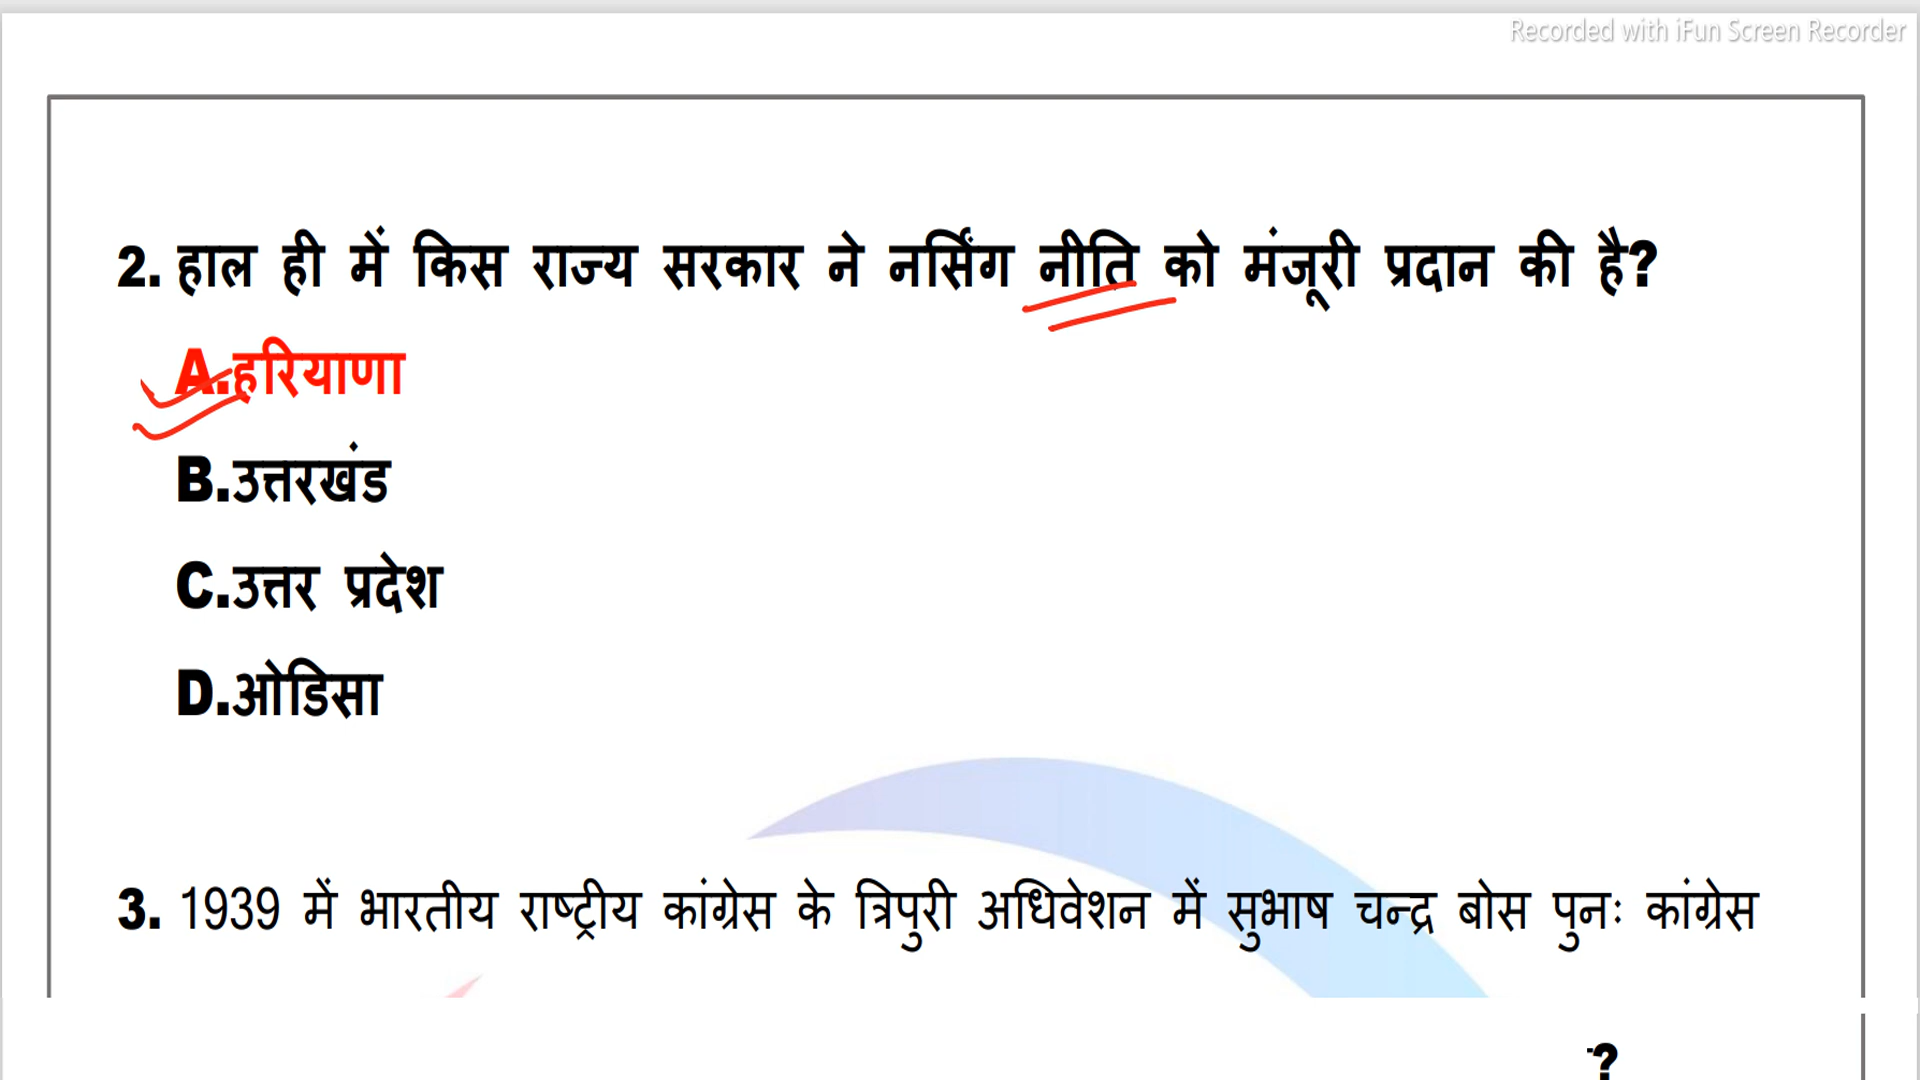 Recorded with iFun Screen Recorder
2. हाल ही में किस राज्य सरकार ने नर्सिंग नीति को मंजूरी प्रदान की है?
A.हरियाणा
B.उत्तरखंड
C.उत्तर प्रदेश
D.ओडिसा
3. 1939 में भारतीय राष्ट्रीय कांग्रेस के त्रिपुरी अधिवेशन में सुभाष चन्द्र बोस पुनः कांग्रेस
?